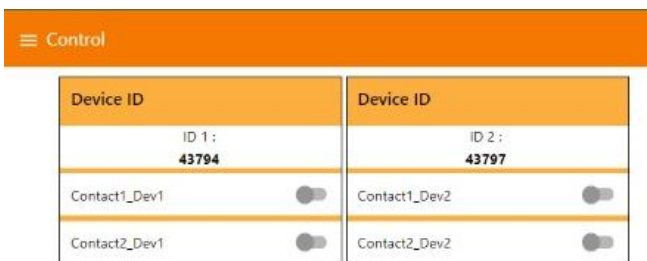 Control
Device ID
ID 1 :
43794
Contact1_Dev1
Contact2_Dev1
Device ID
ID 2 :
43797
Contact1_Dev2
Contact2_Dev2